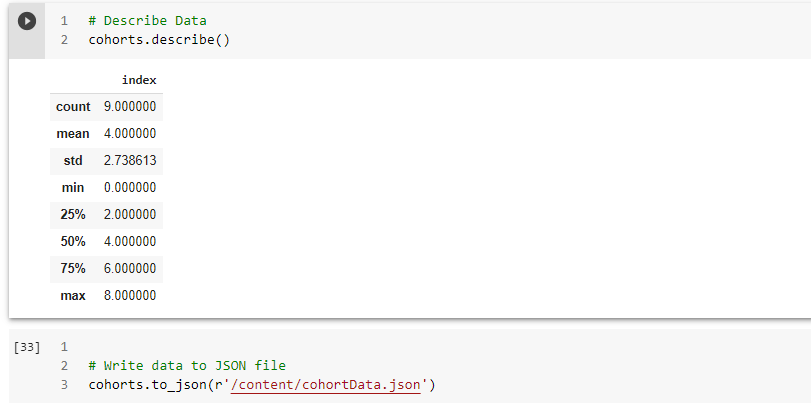 1 # Describe Data
2 cohorts.describe()
index
count 9.000000
mean 4.000000
std 2.738613
min 0.000000
25% 2.000000
50% 4.000000
75% 6.000000
max 8.000000
[33] 1
2 # Write data to JSON file
3 cohorts.to_json(r'/content/cohortData.json')